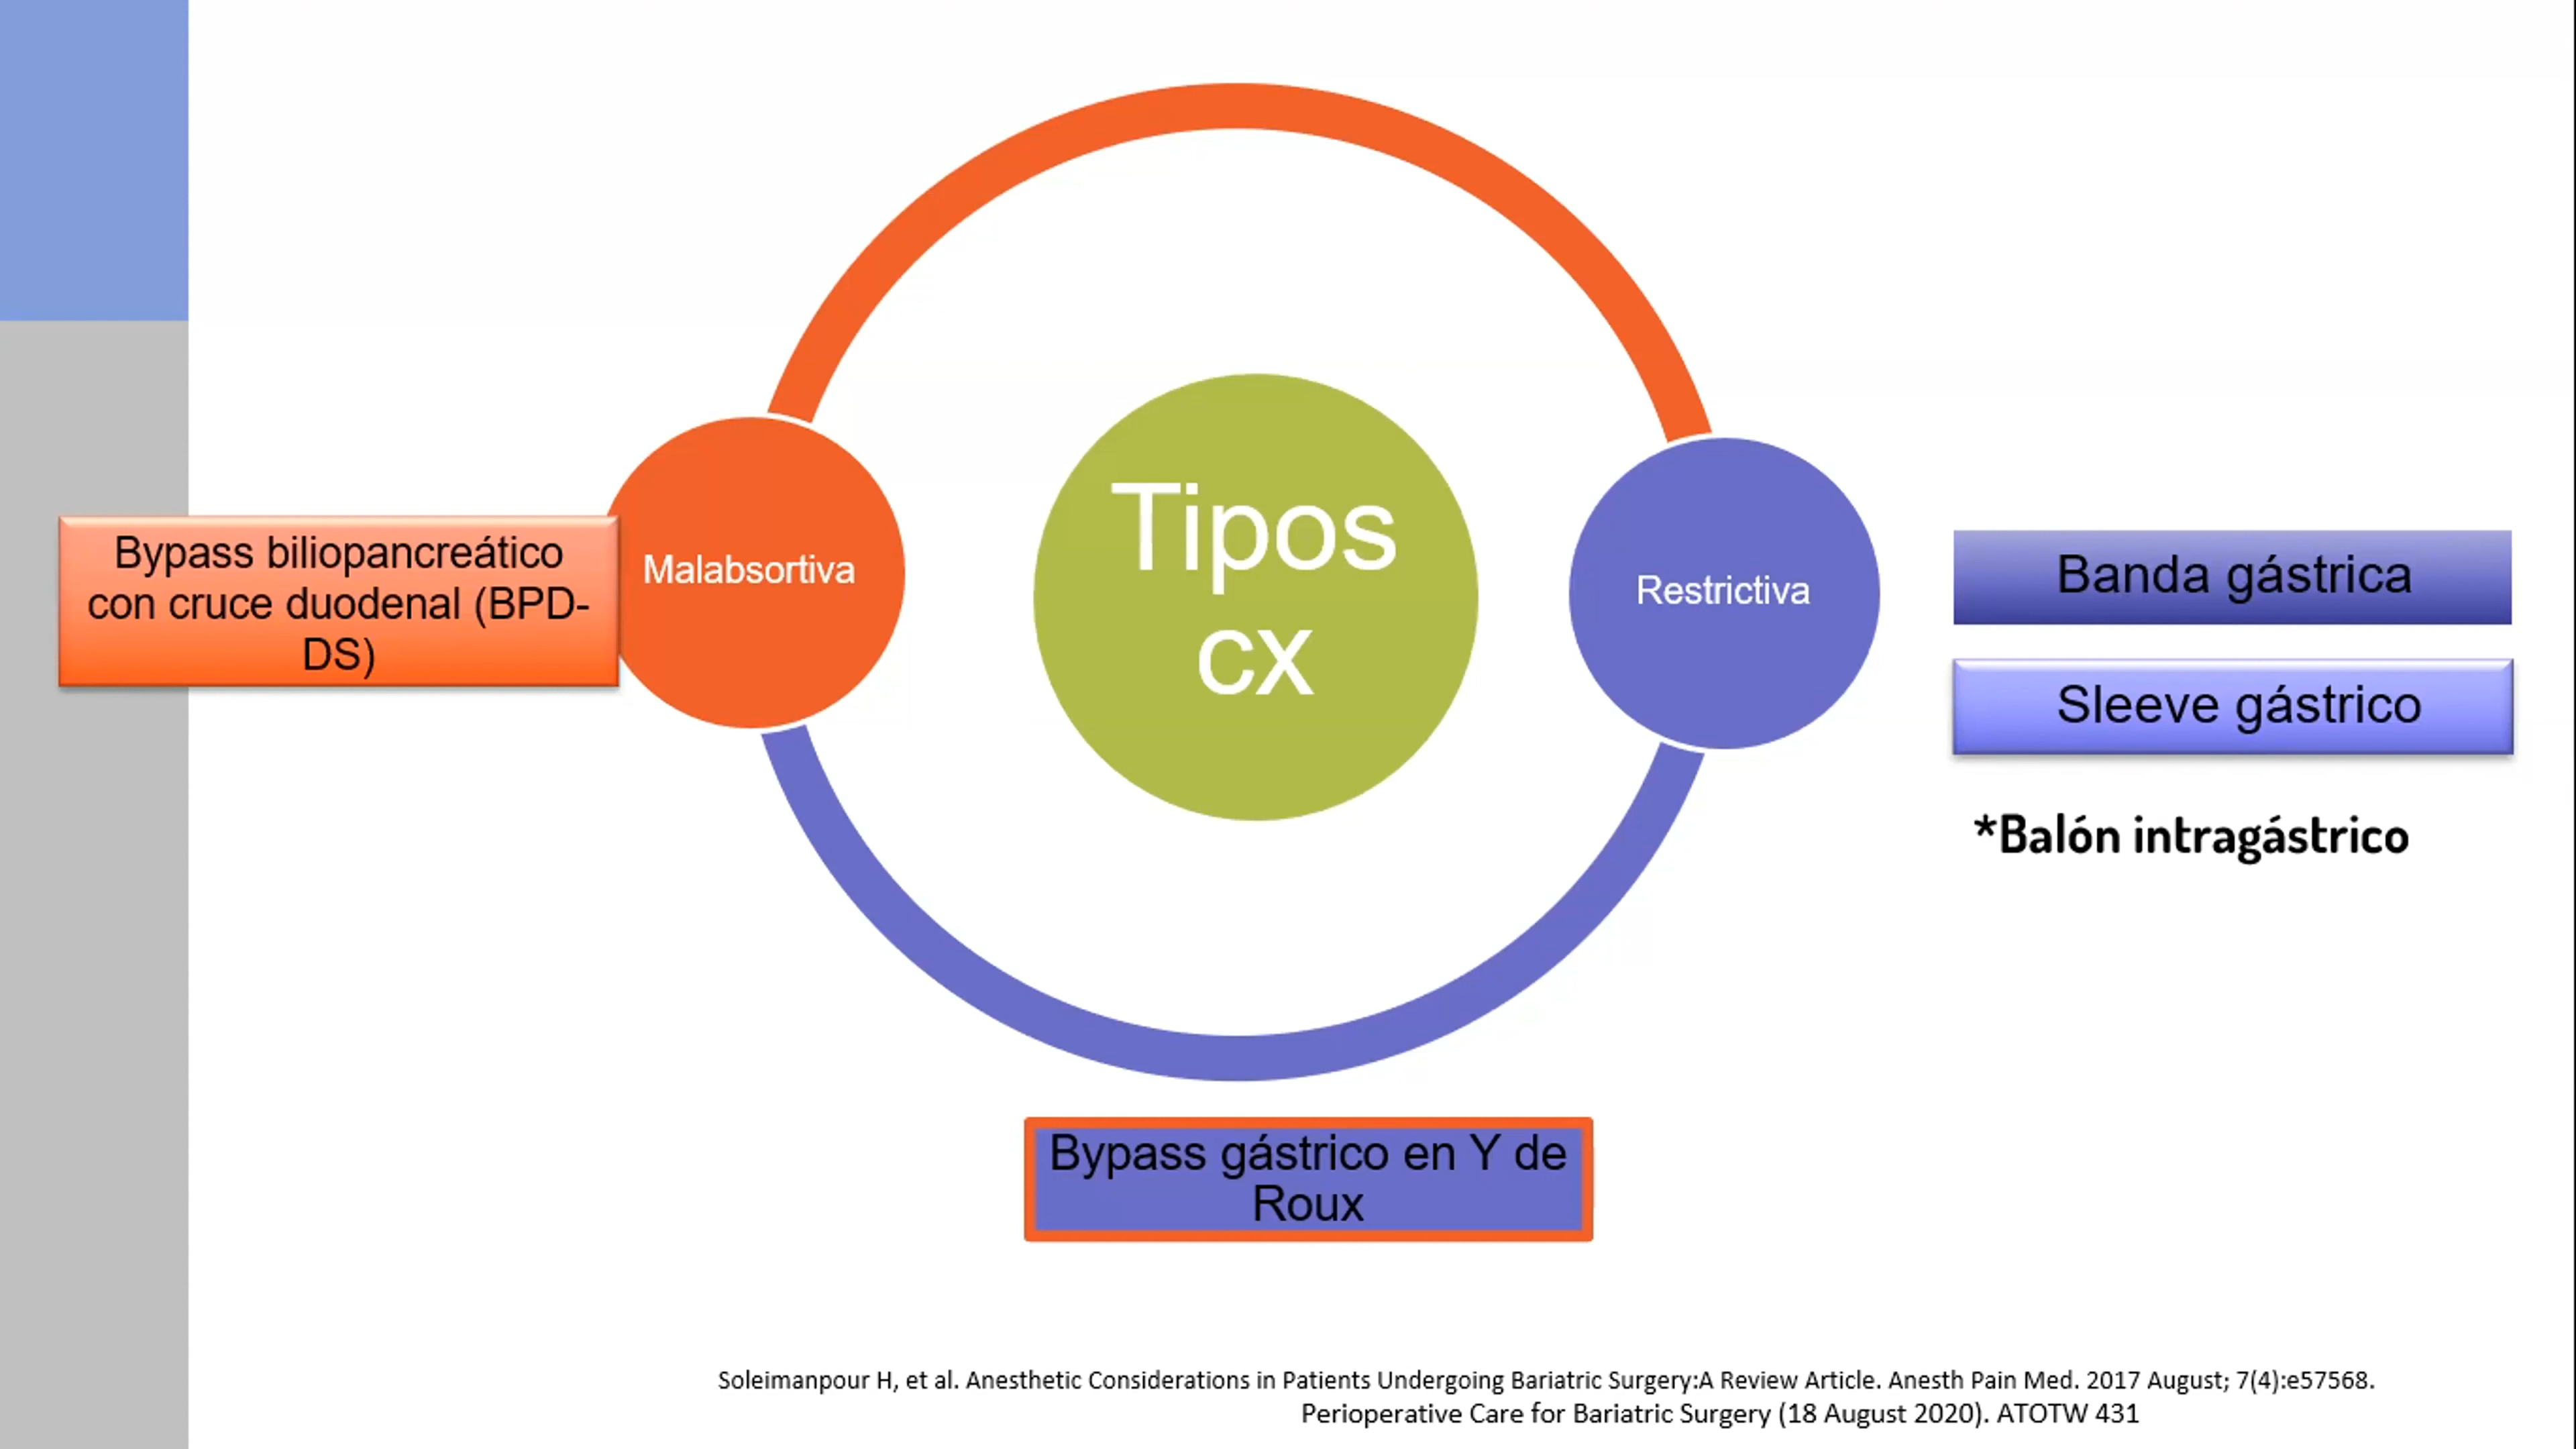 Tipos
cx
Malabsortiva
Bypass biliopancreático
con cruce duodenal (BPD-
DS)
Restrictiva
Banda gástrica
Sleeve gástrico
*Balón intragástrico
Bypass gástrico en Y de
Roux
Soleimanpour H, et al. Anesthetic Considerations in Patients Undergoing Bariatric Surgery:A Review Article. Anesth Pain Med. 2017 August; 7(4):e57568.
Perioperative Care for Bariatric Surgery (18 August 2020). ATOTW 431